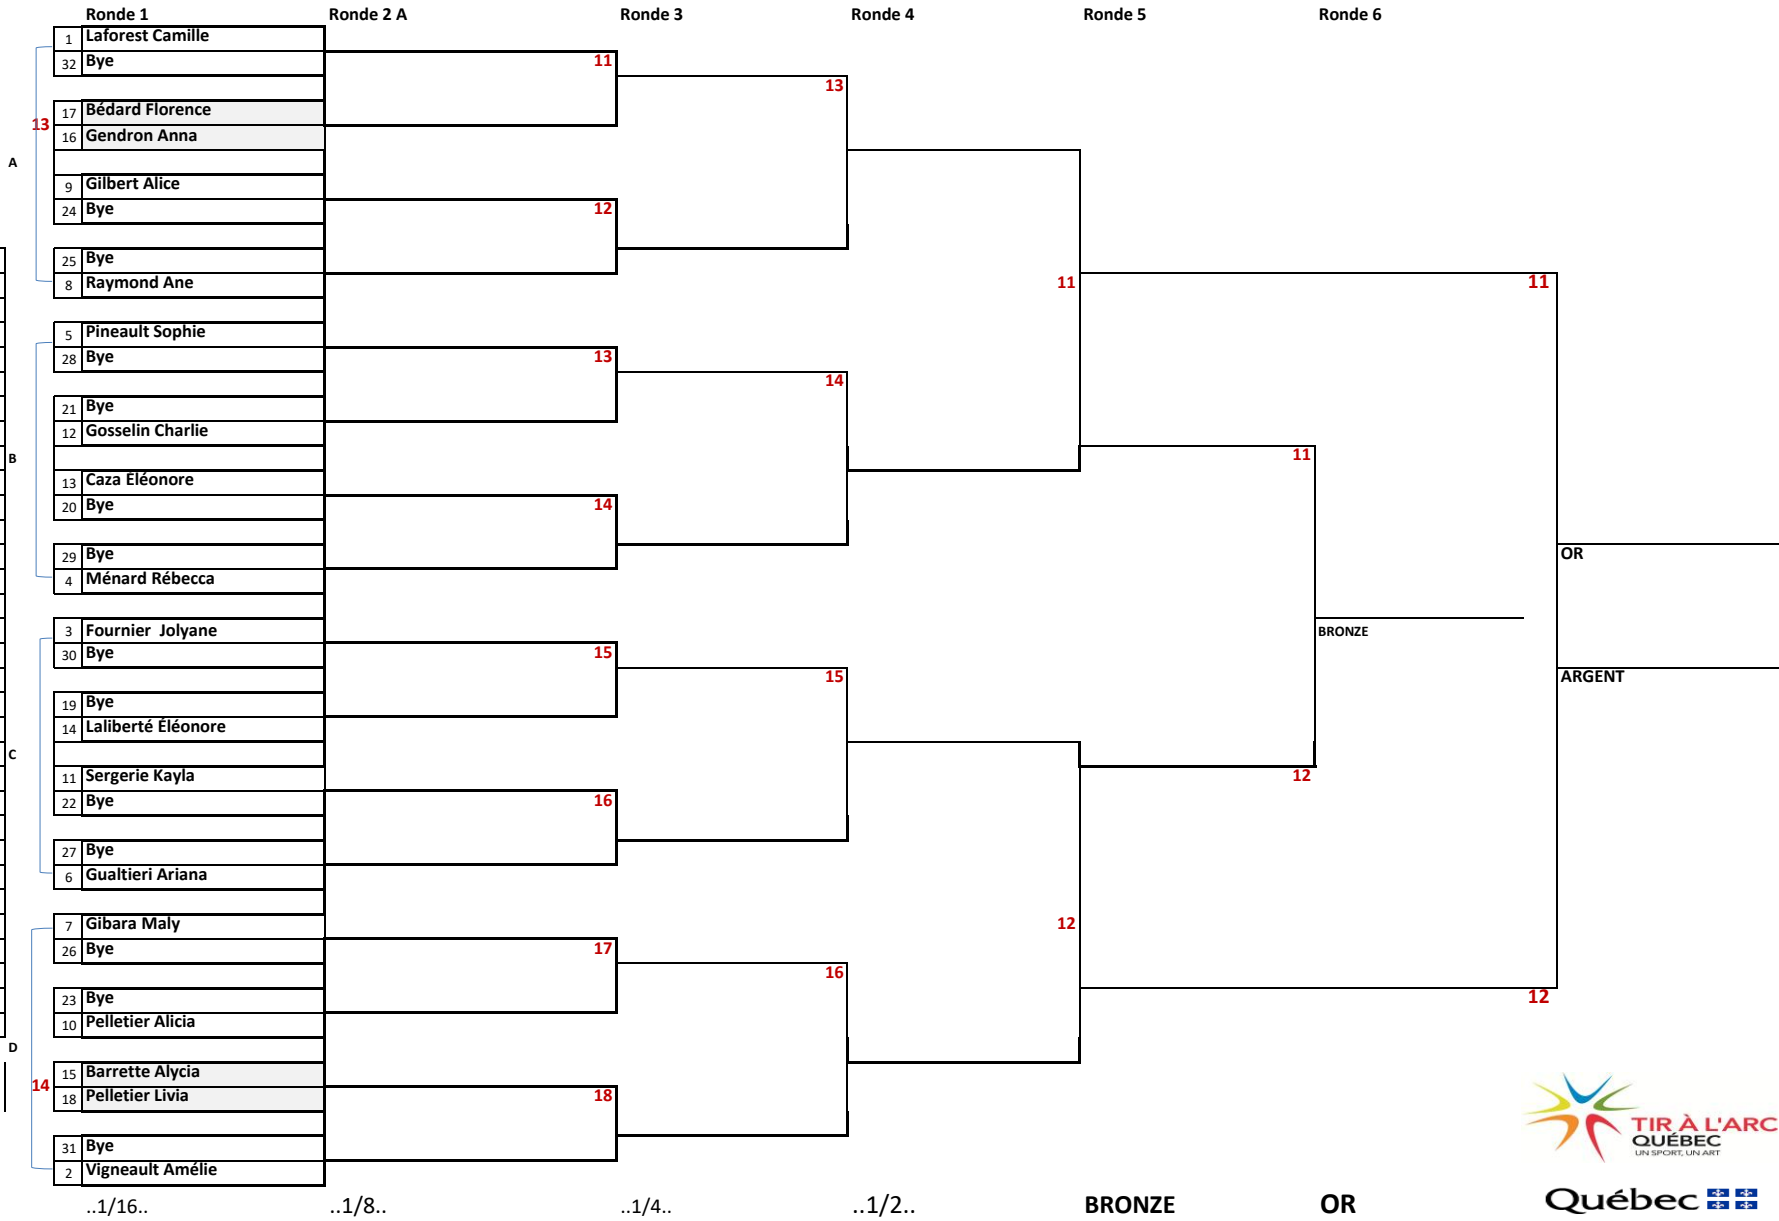 Ronde 1 Ronde 2 A Ronde 3 Ronde 4 Ronde 5 Ronde 6
1 Laforest Camille
32 Bye 11
13
17 Bédard Florence
13
16 Gendron Anna
A
9 Gilbert Alice
24 Bye 12
25 Bye
8 Raymond Ane 11 11
5 Pineault Sophie
28 Bye 13
14
21 Bye
12 Gosselin Charlie
B 11
13 Caza Éléonore
20 Bye 14
29 Bye OR
4 Ménard Rébecca
3 Fournier Jolyane BRONZE
30 Bye 15
15 ARGENT
19 Bye
14 Laliberté Éléonore
C
11 Sergerie Kayla 12
22 Bye 16
27 Bye
6 Gualtieri Ariana
7 Gibara Maly 12
26 Bye 17
16
23 Bye 12
10 Pelletier Alicia
D
15 Barrette Alycia
14
18 Pelletier Livia 18
31 Bye
2 Vigneault Amélie
TIR À L'ARC
QUÉBEC
UN SPORT, UN ART
..1/16.. ..1/8.. ..1/4.. ..1/2.. BRONZE OR
Québec